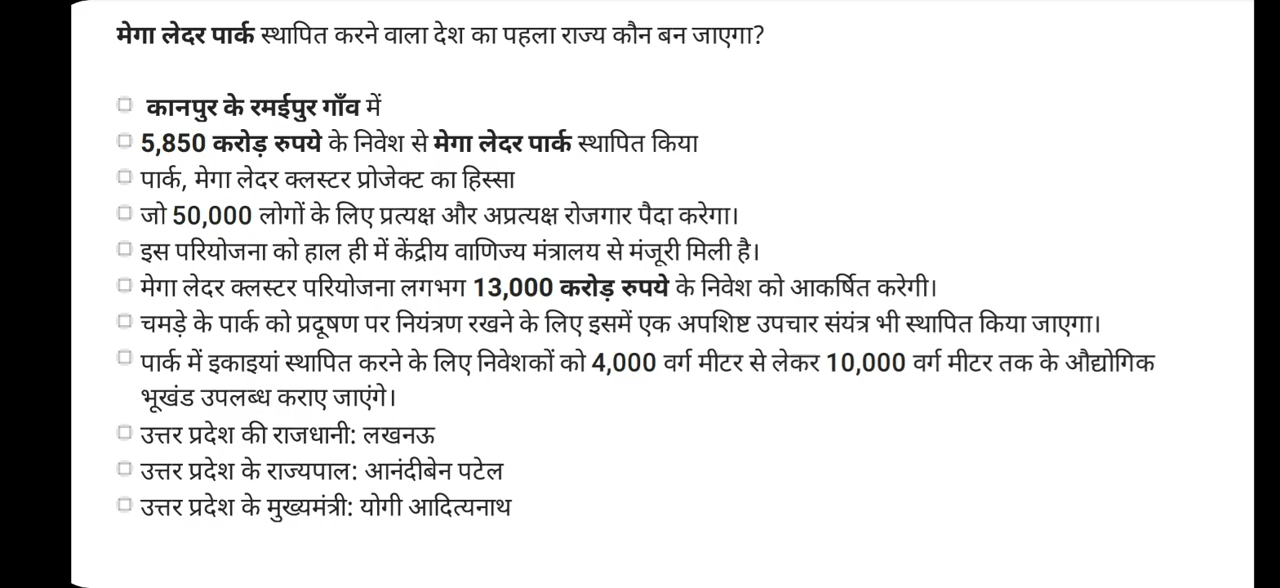 मेगा लेदर पार्क स्थापित करने वाला देश का पहला राज्य कौन बन जाएगा?
कानपुर के रमईपुर गाँव में
5,850 करोड़ रुपये के निवेश से मेगा लेदर पार्क स्थापित किया
पार्क, मेगा लेदर क्लस्टर प्रोजेक्ट का हिस्सा
जो 50,000 लोगों के लिए प्रत्यक्ष और अप्रत्यक्ष रोजगार पैदा करेगा।
इस परियोजना को हाल ही में केंद्रीय वाणिज्य मंत्रालय से मंजूरी मिली है।
मेगा लेदर क्लस्टर परियोजना लगभग 13,000 करोड़ रुपये के निवेश को आकर्षित करेगी।
चमड़े के पार्क को प्रदूषण पर नियंत्रण रखने के लिए इसमें एक अपशिष्ट उपचार संयंत्र भी स्थापित किया जाएगा।
पार्क में इकाइयां स्थापित करने के लिए निवेशकों को 4,000 वर्ग मीटर से लेकर 10,000 वर्ग मीटर तक के औद्योगिक
भूखंड उपलब्ध कराए जाएंगे।
उत्तर प्रदेश की राजधानी: लखनऊ
उत्तर प्रदेश के राज्यपाल: आनंदीबेन पटेल
उत्तर प्रदेश के मुख्यमंत्री: योगी आदित्यनाथ